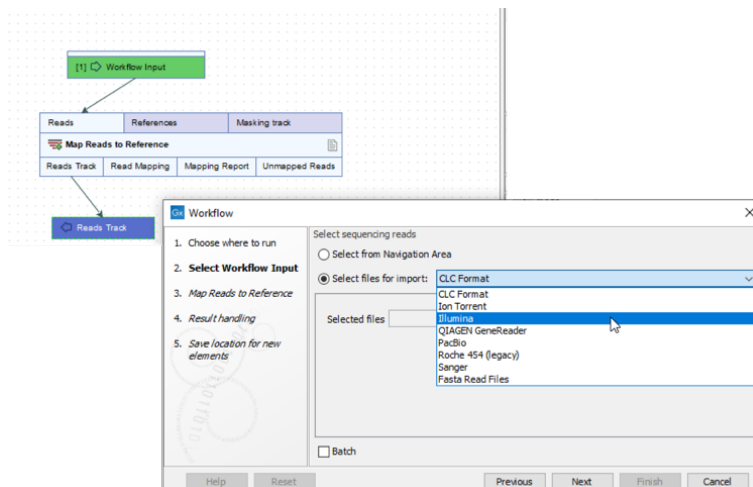 [1] Workflow Input
Reads References Masking track
Map Reads to Reference
Reads Track Read Mapping Mapping Report Unmapped Reads
Reads Track
Gx Workflow
1. Choose where to run
2. Select Workflow Input
3. Map Reads to Reference
4. Result handling
5. Save location for new
elements
Select sequencing reads
Select from Navigation Area
Select files for import: CLC Format
CLC Format
Ion Torrent
Illumina
QIAGEN GeneReader
PacBio
Roche 454 (legacy)
Sanger
Fasta Read Files
Selected files
Batch
Help Reset Previous Next Finish Cancel